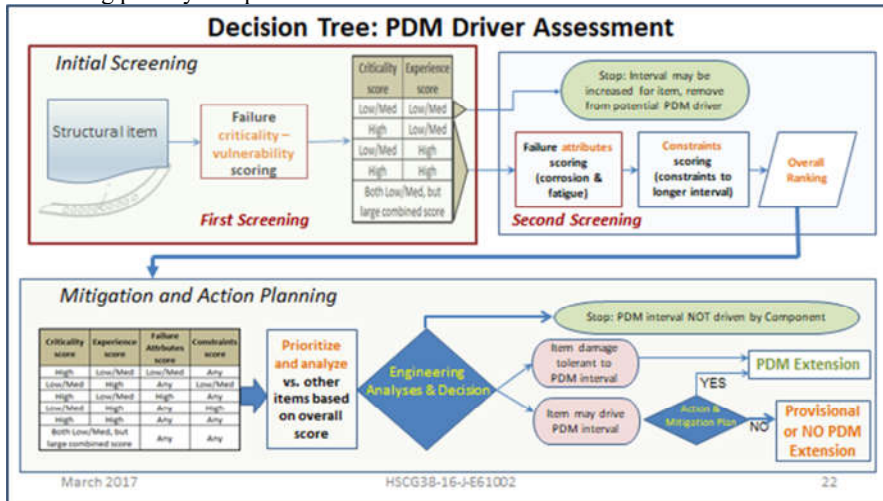 Decision Tree: PDM Driver Assessment
Initial Screening
Structural item
Failure
criticality –
vulnerability
scoring
Criticality score | Experience score
Low/Med | Low/Med
High | Low/Med
Low/Med | High
High | High
Both Low/Med, but
large combined score
First Screening
Stop: Interval may be
increased for item, remove
from potential PDM driver
Failure attributes
scoring
(corrosion &
fatigue)
Constraints
scoring
(constraints to
longer interval)
Overall
Ranking
Second Screening
Mitigation and Action Planning
Criticality score | Experience score | Failure Attributes score | Constraints score
High | Low/Med | Low/Med | Any
Low/Med | High | Any | Low/Med
High | Low/Med | High | Any
Low/Med | High | Any | High
High | High | Any | Any
Both Low/Med, but
large combined score | Any | Any
Prioritize
and analyze
vs. other
items based
on overall
score
Engineering
Analyses & Decision
Stop: PDM interval NOT driven by Component
Item damage
tolerant to
PDM interval
Item may drive
PDM interval
YES
PDM Extension
Action &
Mitigation Plan
NO
Provisional
or NO PDM
Extension
March 2017
HSCG38-16-J-E61002
22